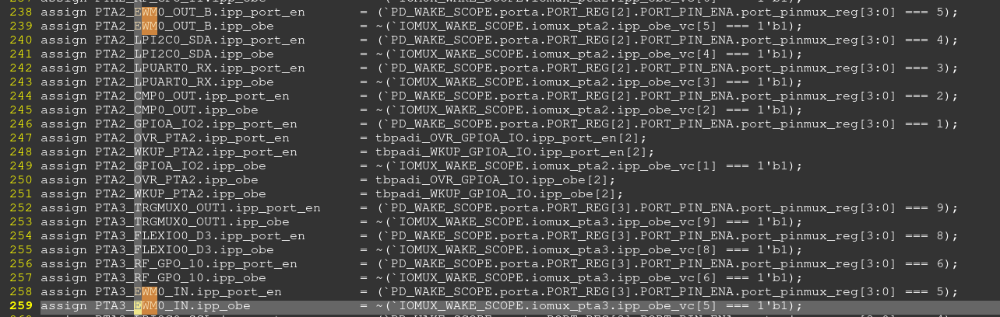 238 assign PTA2_EWM0_OUT_B.ipp_port_en = (`PD_WAKE_SCOPE.porta.PORT_REG[2].PORT_PIN_ENA.port_pinmux_reg[3:0] === 5);
239 assign PTA2_EWM0_OUT_B.ipp_obe = ~(`IOMUX_WAKE_SCOPE.iomux_pta2.ipp_obe_vc[5] === 1'b1);
240 assign PTA2_LPI2C0_SDA.ipp_port_en = (`PD_WAKE_SCOPE.porta.PORT_REG[2].PORT_PIN_ENA.port_pinmux_reg[3:0] === 4);
241 assign PTA2_LPI2C0_SDA.ipp_obe = ~(`IOMUX_WAKE_SCOPE.iomux_pta2.ipp_obe_vc[4] === 1'b1);
242 assign PTA2_LPUART0_RX.ipp_port_en = (`PD_WAKE_SCOPE.porta.PORT_REG[2].PORT_PIN_ENA.port_pinmux_reg[3:0] === 3);
243 assign PTA2_LPUART0_RX.ipp_obe = ~(`IOMUX_WAKE_SCOPE.iomux_pta2.ipp_obe_vc[3] === 1'b1);
244 assign PTA2_CMP0_OUT.ipp_port_en = (`PD_WAKE_SCOPE.porta.PORT_REG[2].PORT_PIN_ENA.port_pinmux_reg[3:0] === 2);
245 assign PTA2_CMP0_OUT.ipp_obe = ~(`IOMUX_WAKE_SCOPE.iomux_pta2.ipp_obe_vc[2] === 1'b1);
246 assign PTA2_GPIOA_IO2.ipp_port_en = (`PD_WAKE_SCOPE.porta.PORT_REG[2].PORT_PIN_ENA.port_pinmux_reg[3:0] === 1);
247 assign PTA2_OVR_PTA2.ipp_port_en = tbpadi_OVR_GPIOA_IO.ipp_port_en[2];
248 assign PTA2_WKUP_PTA2.ipp_port_en = tbpadi_WKUP_GPIOA_IO.ipp_port_en[2];
249 assign PTA2_GPIOA_IO2.ipp_obe = ~(`IOMUX_WAKE_SCOPE.iomux_pta2.ipp_obe_vc[1] === 1'b1);
250 assign PTA2_OVR_PTA2.ipp_obe = tbpadi_OVR_GPIOA_IO.ipp_obe[2];
251 assign PTA2_WKUP_PTA2.ipp_obe = tbpadi_WKUP_GPIOA_IO.ipp_obe[2];
252 assign PTA3_TRGMUX0_OUT1.ipp_port_en = (`PD_WAKE_SCOPE.porta.PORT_REG[3].PORT_PIN_ENA.port_pinmux_reg[3:0] === 9);
253 assign PTA3_TRGMUX0_OUT1.ipp_obe = ~(`IOMUX_WAKE_SCOPE.iomux_pta3.ipp_obe_vc[9] === 1'b1);
254 assign PTA3_FLEXIO0_D3.ipp_port_en = (`PD_WAKE_SCOPE.porta.PORT_REG[3].PORT_PIN_ENA.port_pinmux_reg[3:0] === 8);
255 assign PTA3_FLEXIO0_D3.ipp_obe = ~(`IOMUX_WAKE_SCOPE.iomux_pta3.ipp_obe_vc[8] === 1'b1);
256 assign PTA3_RF_GPO_10.ipp_port_en = (`PD_WAKE_SCOPE.porta.PORT_REG[3].PORT_PIN_ENA.port_pinmux_reg[3:0] === 6);
257 assign PTA3_RF_GPO_10.ipp_obe = ~(`IOMUX_WAKE_SCOPE.iomux_pta3.ipp_obe_vc[6] === 1'b1);
258 assign PTA3_EWM0_IN.ipp_port_en = (`PD_WAKE_SCOPE.porta.PORT_REG[3].PORT_PIN_ENA.port_pinmux_reg[3:0] === 5);
259 assign PTA3_EWM0_IN.ipp_obe = ~(`IOMUX_WAKE_SCOPE.iomux_pta3.ipp_obe_vc[5] === 1'b1);